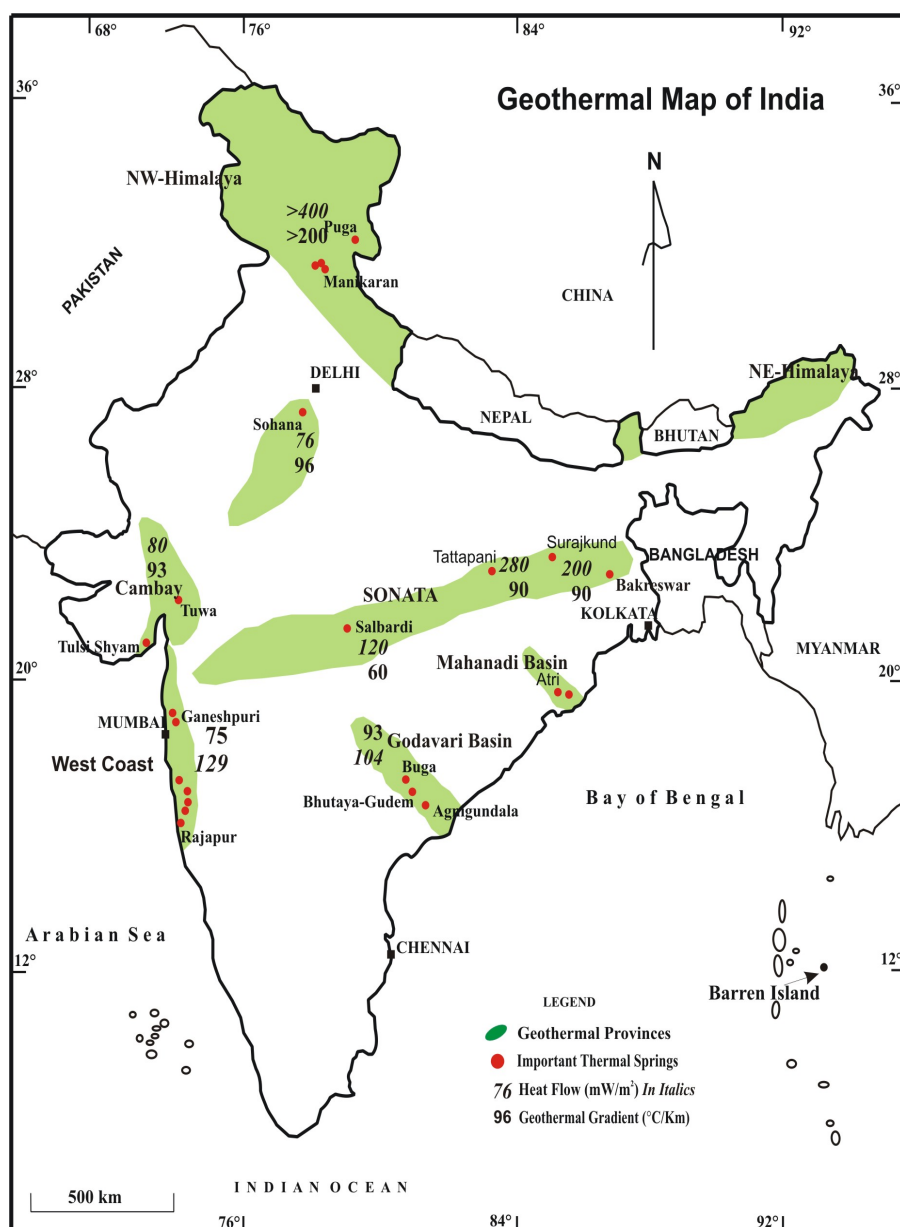 68°
76
84
92
36°
36°
Geothermal Map of India
N
NW-Himalaya
>400
Puga
>200
Manikaran
PAKISTAN
CHINA
DELHI
28°
28°
NE-Himalaya
NEPAL
BHUTAN
Sohana
76
96
80
93
Cambay
Tuwa
Tulsi Shyam
Tattapani
Surajkund
BANGLADESH
280
200
90
90
Bakreswar
SONATA
KOLKATA
Salbardi
120
60
Mahanadi Basin
Atri
MYANMAR
20°
20°
MUMBAI
Ganeshpuri
75
129
West Coast
Rajapur
93
104
Godavari Basin
Buga
Bhutaya-Gudem
Agnigundala
Bay of Bengal
Arabian Sea
CHENNAI
12°
12°
Barren Island
LEGEND
Geothermal Provinces
Important Thermal Springs
76 Heat Flow (mW/m²) In Italics
96 Geothermal Gradient (°C/Km)
500 km
INDIAN OCEAN
76°
84°
92°